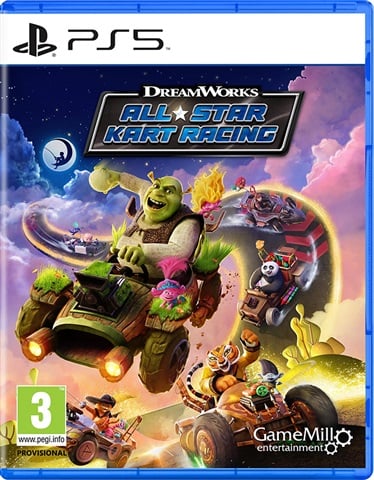 PS5
DREAMWORKS
ALL★STAR
KART RACING
3
www.pegi.info
PROVISIONAL
GameMill
entertainment